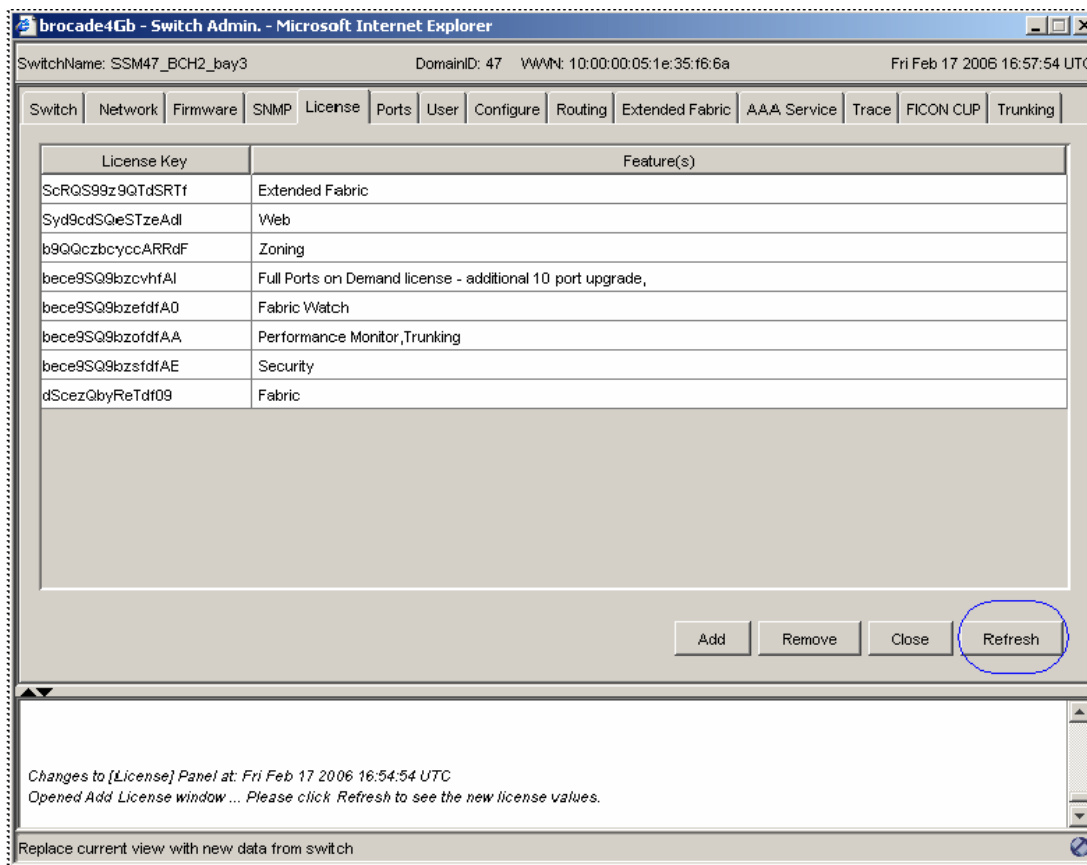 brocade4Gb - Switch Admin. - Microsoft Internet Explorer
SwitchName: SSM47_BCH2_bay3 DomainID: 47 WWN: 10:00:00:05:1e:35:f6:6a Fri Feb 17 2006 16:57:54 UTC
Switch Network Firmware SNMP License Ports User Configure Routing Extended Fabric AAA Service Trace FICON CUP Trunking
License Key Feature(s)
ScRQS99z9QTdSRTf Extended Fabric
Syd9cdSQeSTzeAdI Web
b9QQczbcyccARRdF Zoning
bece9SQ9bzcvhfAI Full Ports on Demand license - additional 10 port upgrade,
bece9SQ9bzefdfA0 Fabric Watch
bece9SQ9bzofdfAA Performance Monitor,Trunking
bece9SQ9bzsfdfAE Security
dScezQbyReTdf09 Fabric
Add Remove Close Refresh
Changes to [License] Panel at: Fri Feb 17 2006 16:54:54 UTC
Opened Add License window ... Please click Refresh to see the new license values.
Replace current view with new data from switch